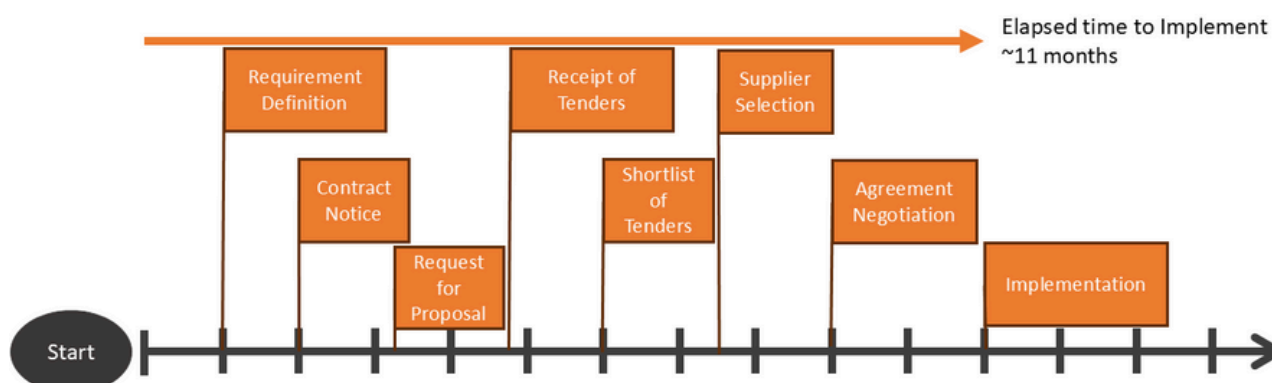 Elapsed time to Implement
~11 months
Requirement
Definition
Receipt of
Tenders
Supplier
Selection
Contract
Notice
Shortlist
of
Tenders
Agreement
Negotiation
Request
for
Proposal
Implementation
Start